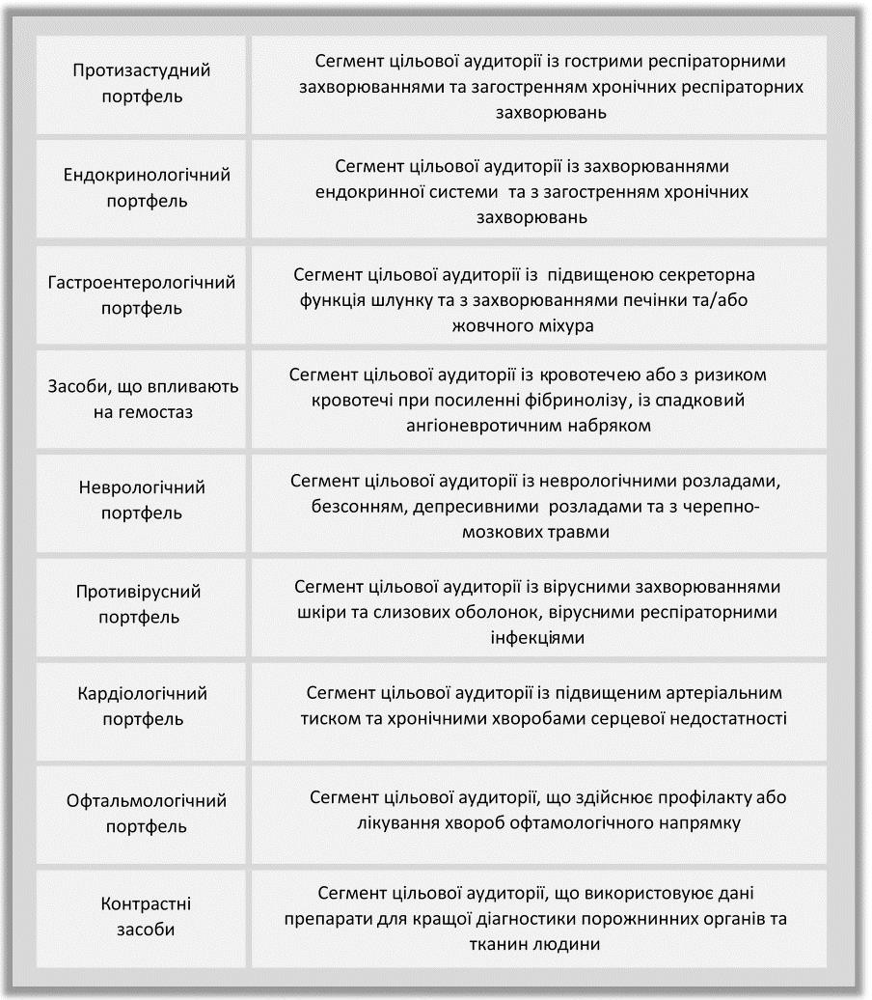 Протизастудний
портфель
Сегмент цільової аудиторії із гострими респіраторними
захворюваннями та загостренням хронічних респіраторних
захворювань
Ендокринологічний
портфель
Сегмент цільової аудиторії із захворюваннями
ендокринної системи та з загостренням хронічних
захворювань
Гастроентерологічний
портфель
Сегмент цільової аудиторії із підвищеною секреторна
функція шлунку та з захворюваннями печінки та/або
жовчного міхура
Засоби, що впливають
на гемостаз
Сегмент цільової аудиторії із кровотечею або з ризиком
кровотечі при посиленні фібринолізу, із спадковий
ангіоневротичним набряком
Неврологічний
портфель
Сегмент цільової аудиторії із неврологічними розладами,
безсонням, депресивними розладами та з черепно-
мозкових травми
Противірусний
портфель
Сегмент цільової аудиторії із вірусними захворюваннями
шкіри та слизових оболонок, вірусними респіраторними
інфекціями
Кардіологічний
портфель
Сегмент цільової аудиторії із підвищеним артеріальним
тиском та хронічними хворобами серцевої недостатності
Офтальмологічний
портфель
Сегмент цільової аудиторії, що здійснює профілакту або
лікування хвороб офтамологічного напрямку
Контрастні
засоби
Сегмент цільової аудиторії, що використовуює дані
препарати для кращої діагностики порожнинних органів та
тканин людини